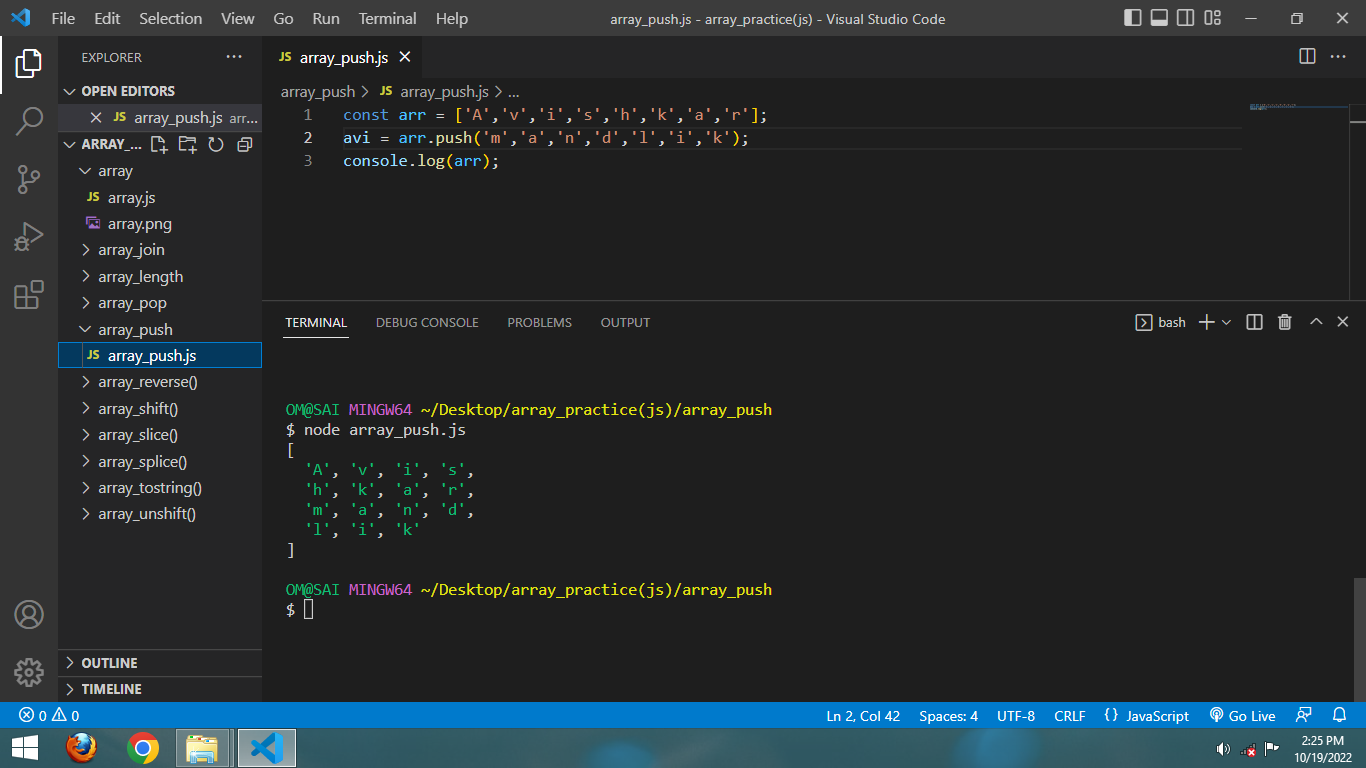 File Edit Selection View Go Run Terminal Help array_push.js - array_practice(js) - Visual Studio Code
EXPLORER
OPEN EDITORS
JS array_push.js arr...
ARRAY_...
array
JS array.js
array.png
array_join
array_length
array_pop
array_push
JS array_push.js
array_reverse()
array_shift()
array_slice()
array_splice()
array_tostring()
array_unshift()
OUTLINE
TIMELINE
JS array_push.js
array_push > JS array_push.js > ...
1 const arr = ['A','v','i','s','h','k','a','r'];
2 avi = arr.push('m','a','n','d','l','i','k');
3 console.log(arr);
TERMINAL DEBUG CONSOLE PROBLEMS OUTPUT bash
OM@SAI MINGW64 ~/Desktop/array_practice(js)/array_push
$ node array_push.js
[
'A', 'v', 'i', 's',
'h', 'k', 'a', 'r',
'm', 'a', 'n', 'd',
'l', 'i', 'k'
]
OM@SAI MINGW64 ~/Desktop/array_practice(js)/array_push
$
0 0 Ln 2, Col 42 Spaces: 4 UTF-8 CRLF {} JavaScript Go Live
2:25 PM
10/19/2022